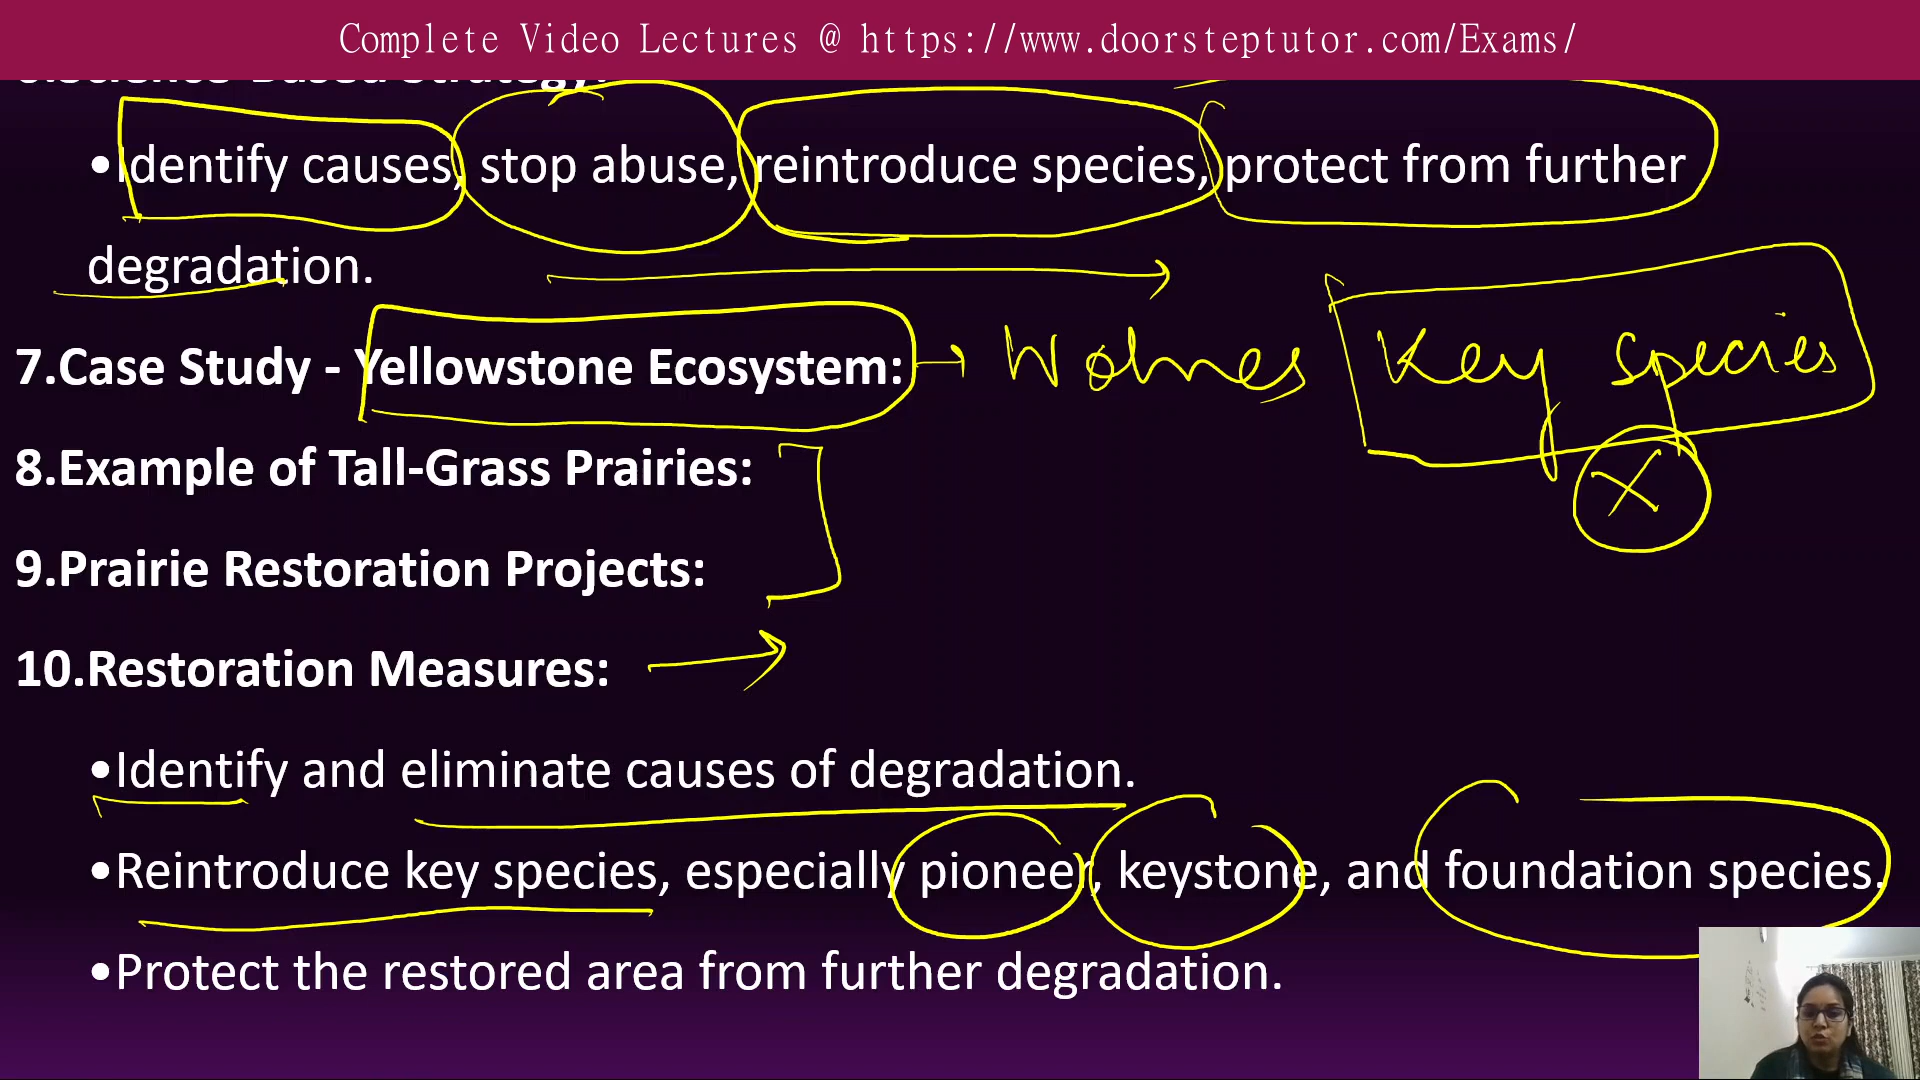 Complete Video Lectures @ https://www.doorsteptutor.com/Exams/
•Identify causes, stop abuse, reintroduce species, protect from further
degradation.
7.Case Study - Yellowstone Ecosystem: → Wolves Key species
8.Example of Tall-Grass Prairies:
9.Prairie Restoration Projects:
10.Restoration Measures:
•Identify and eliminate causes of degradation.
•Reintroduce key species, especially pioneer, keystone, and foundation species.
•Protect the restored area from further degradation.